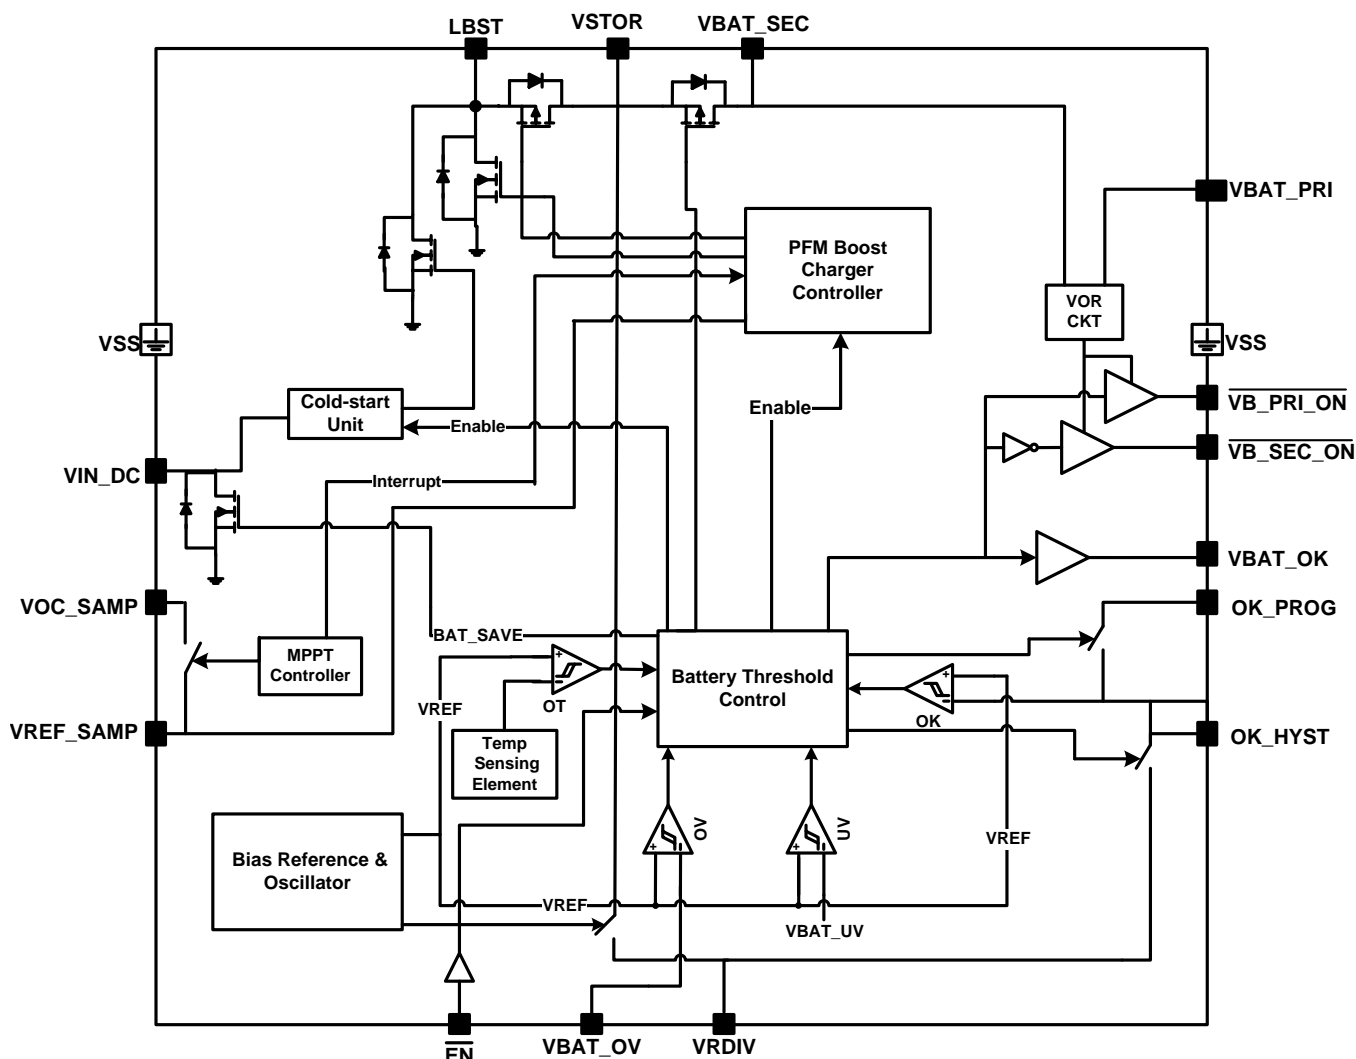 LBST
VSTOR
VBAT_SEC
VBAT_PRI
PFM Boost
Charger
Controller
VOR
CKT
VSS
VSS
Cold-start
Unit
Enable
Enable
VB_PRI_ON
VB_SEC_ON
VIN_DC
Interrupt
VBAT_OK
VOC_SAMP
OK_PROG
BAT_SAVE
MPPT
Controller
+
–
OT
Battery Threshold
Control
+
–
OK
VREF
VREF_SAMP
Temp
Sensing
Element
OK_HYST
Bias Reference &
Oscillator
+
–
OV
+
–
UV
VREF
VREF
VBAT_UV
EN
VBAT_OV
VRDIV